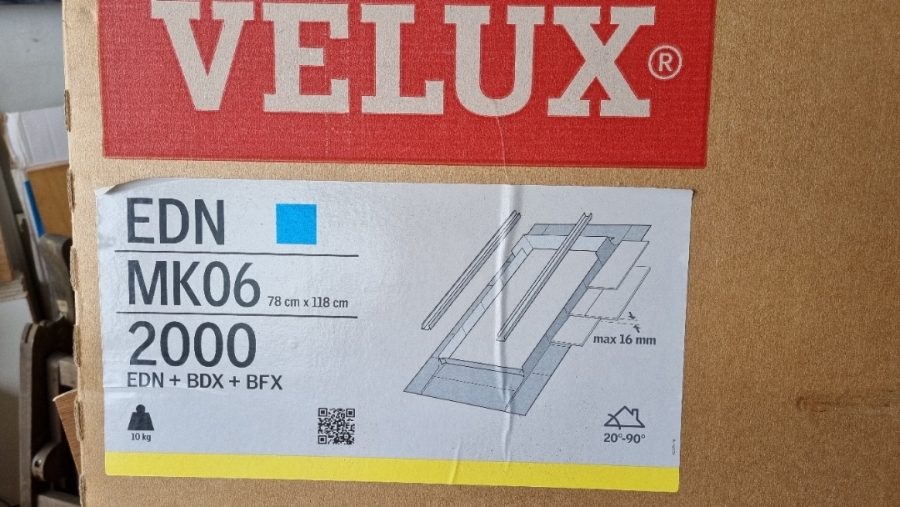 VELUX®
EDN
MK06 78 cm x 118 cm
2000
EDN + BDX + BFX
10 kg
max 16 mm
20°-90°